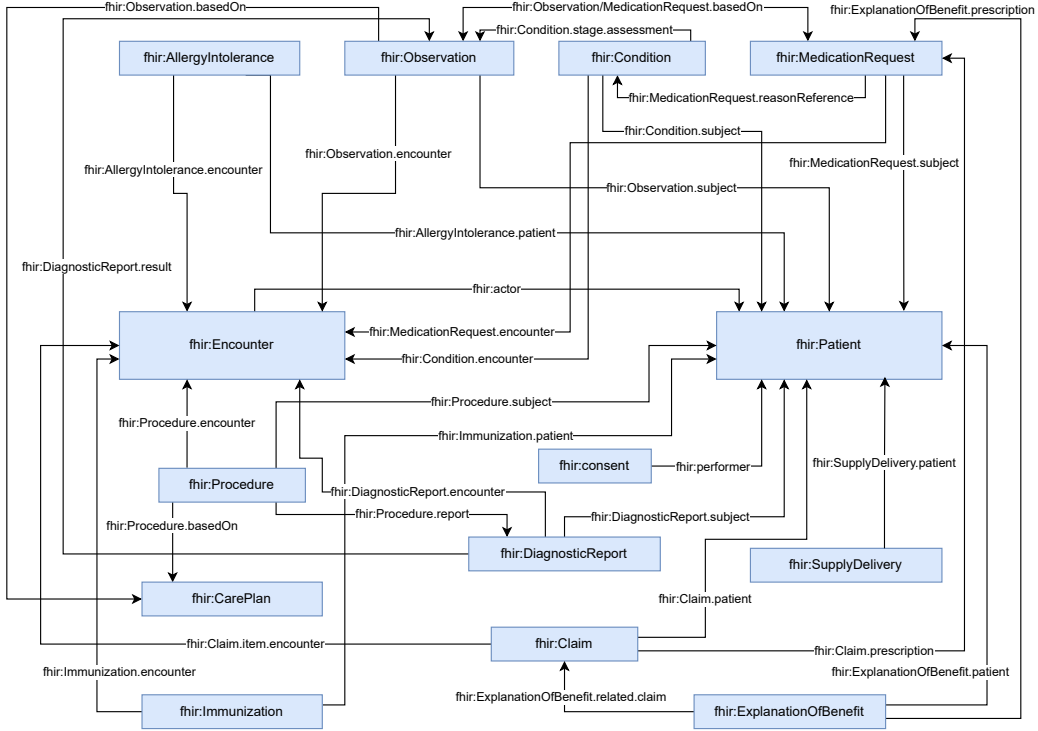 fhir:Observation.basedOn
fhir:Observation/MedicationRequest.basedOn
fhir:ExplanationOfBenefit.prescription
fhir:Condition.stage.assessment
fhir:AllergyIntolerance
fhir:Observation
fhir:Condition
fhir:MedicationRequest
fhir:MedicationRequest.reasonReference
fhir:Condition.subject
fhir:Observation.encounter
fhir:MedicationRequest.subject
fhir:AllergyIntolerance.encounter
fhir:Observation.subject
fhir:AllergyIntolerance.patient
fhir:DiagnosticReport.result
fhir:actor
fhir:MedicationRequest.encounter
fhir:Encounter
fhir:Patient
fhir:Condition.encounter
fhir:Procedure.subject
fhir:Procedure.encounter
fhir:Immunization.patient
fhir:consent
fhir:performer
fhir:SupplyDelivery.patient
fhir:Procedure
fhir:DiagnosticReport.encounter
fhir:Procedure.report
fhir:DiagnosticReport.subject
fhir:Procedure.basedOn
fhir:DiagnosticReport
fhir:SupplyDelivery
fhir:CarePlan
fhir:Claim.patient
fhir:Claim.item.encounter
fhir:Claim
fhir:Claim.prescription
fhir:Immunization.encounter
fhir:ExplanationOfBenefit.patient
fhir:ExplanationOfBenefit.related.claim
fhir:Immunization
fhir:ExplanationOfBenefit